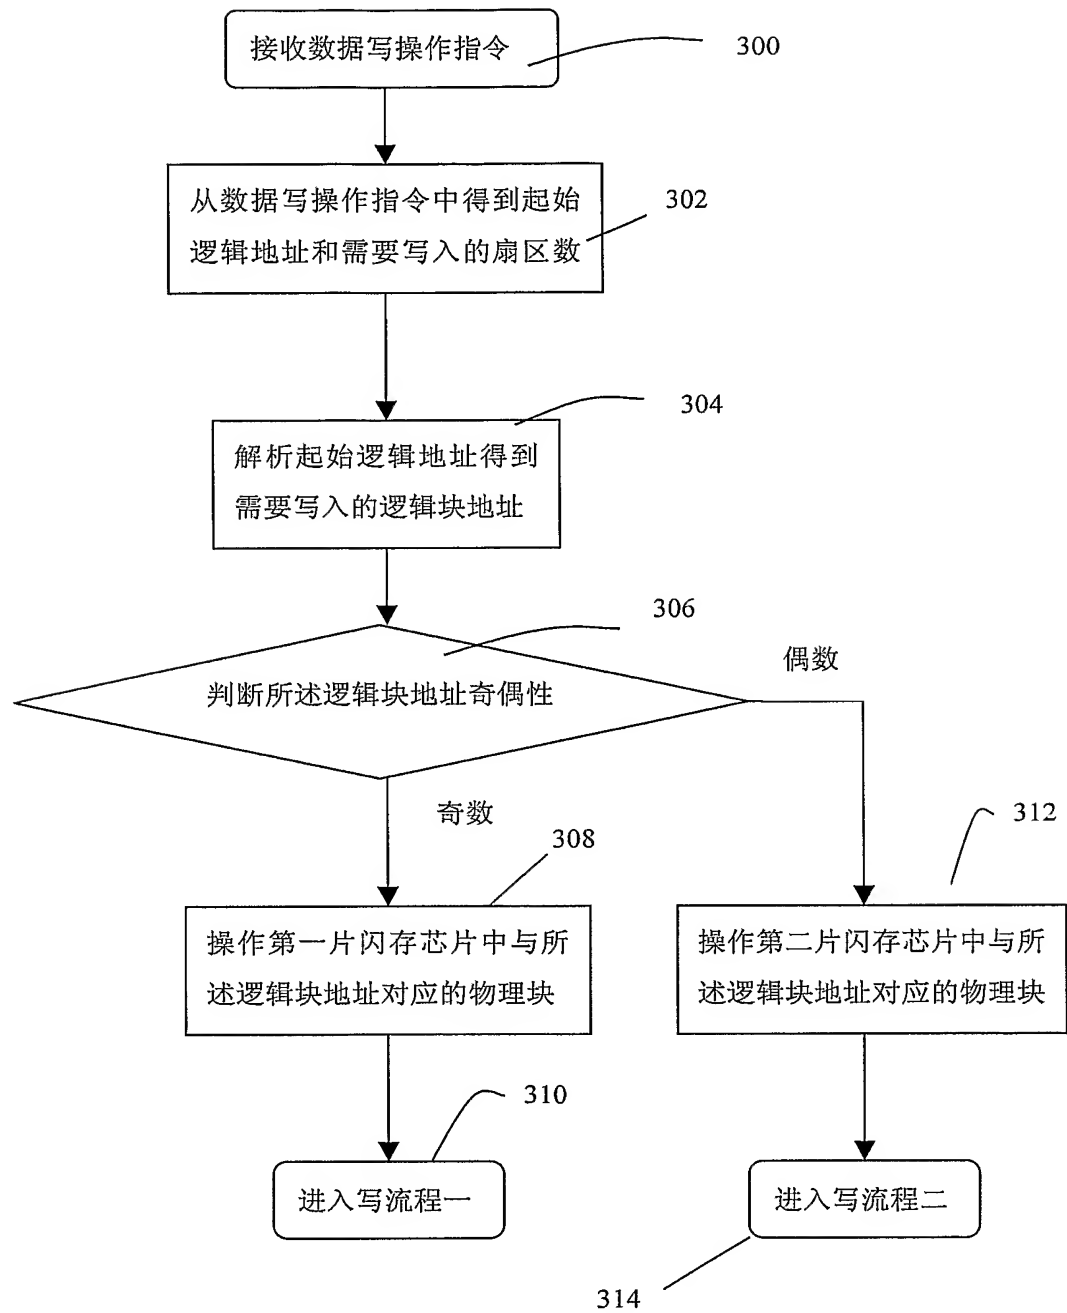 接收数据写操作指令
300
从数据写操作指令中得到起始
逻辑地址和需要写入的扇区数
302
304
解析起始逻辑地址得到
需要写入的逻辑块地址
306
判断所述逻辑块地址奇偶性
偶数
奇数
308
312
操作第一片闪存芯片中与所
述逻辑块地址对应的物理块
操作第二片闪存芯片中与所
述逻辑块地址对应的物理块
310
进入写流程一
进入写流程二
314